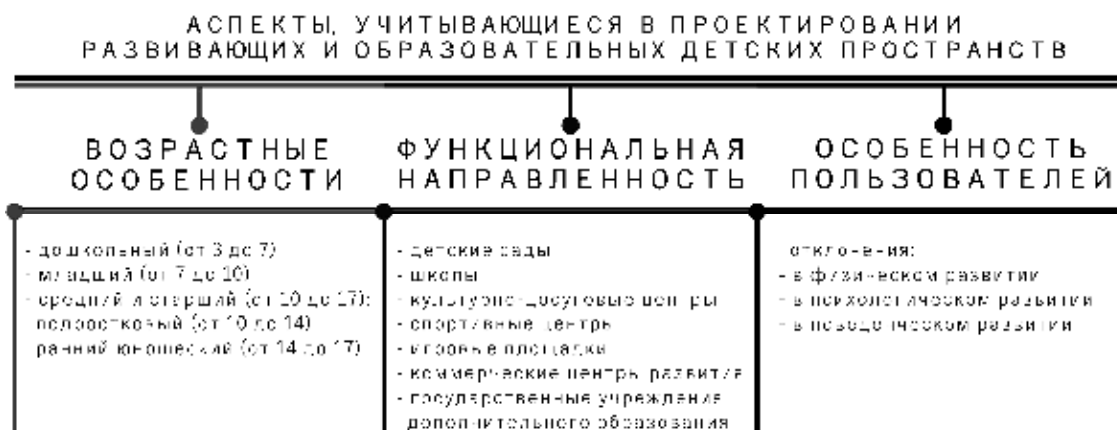 АСПЕКТЫ, УЧИТЫВАЮЩИЕСЯ В ПРОЕКТИРОВАНИИ
РАЗВИВАЮЩИХ И ОБРАЗОВАТЕЛЬНЫХ ДЕТСКИХ ПРОСТРАНСТВ
ВОЗРАСТНЫЕ
ОСОБЕННОСТИ
- дошкольный (от 3 до 7)
- младший (от 7 до 10)
- средний и старший (от 10 до 17):
подростковый (от 10 до 14)
ранний юношеский (от 14 до 17)
ФУНКЦИОНАЛЬНАЯ
НАПРАВЛЕННОСТЬ
- детские сады
- школы
- культурно-досуговые центры
- спортивные центры
- игровые площадки
- коммерческие центры развития
- государственные учреждения
дополнительного образования
ОСОБЕННОСТЬ
ПОЛЬЗОВАТЕЛЕЙ
отклонения:
- в физическом развитии
- в психологическом развитии
- в поведенческом развитии